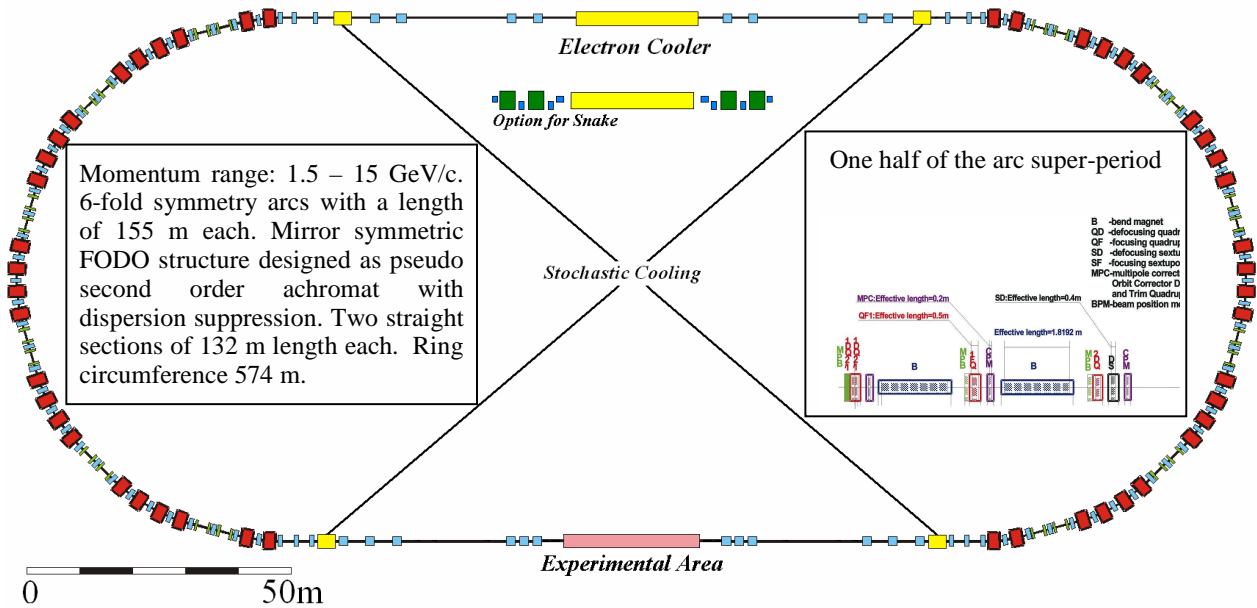 Electron Cooler
Option for Snake
Momentum range: 1.5 – 15 GeV/c.
6-fold symmetry arcs with a length
of 155 m each. Mirror symmetric
FODO structure designed as pseudo
second order achromat with
dispersion suppression. Two straight
sections of 132 m length each. Ring
circumference 574 m.
One half of the arc super-period
B -bend magnet
QD -defocusing quadr
QF -focusing quadrup
SD -defocusing sextu
SF -focusing sextupo
MPC-multipole correct
Orbit Corrector D
and Trim Quadrup
BPM-beam position mo
MPC:Effective length=0.2m
SD:Effective length=0.4m
QF1:Effective length=0.5m
Effective length=1.8192 m
B
B
Stochastic Cooling
Experimental Area
0 50m